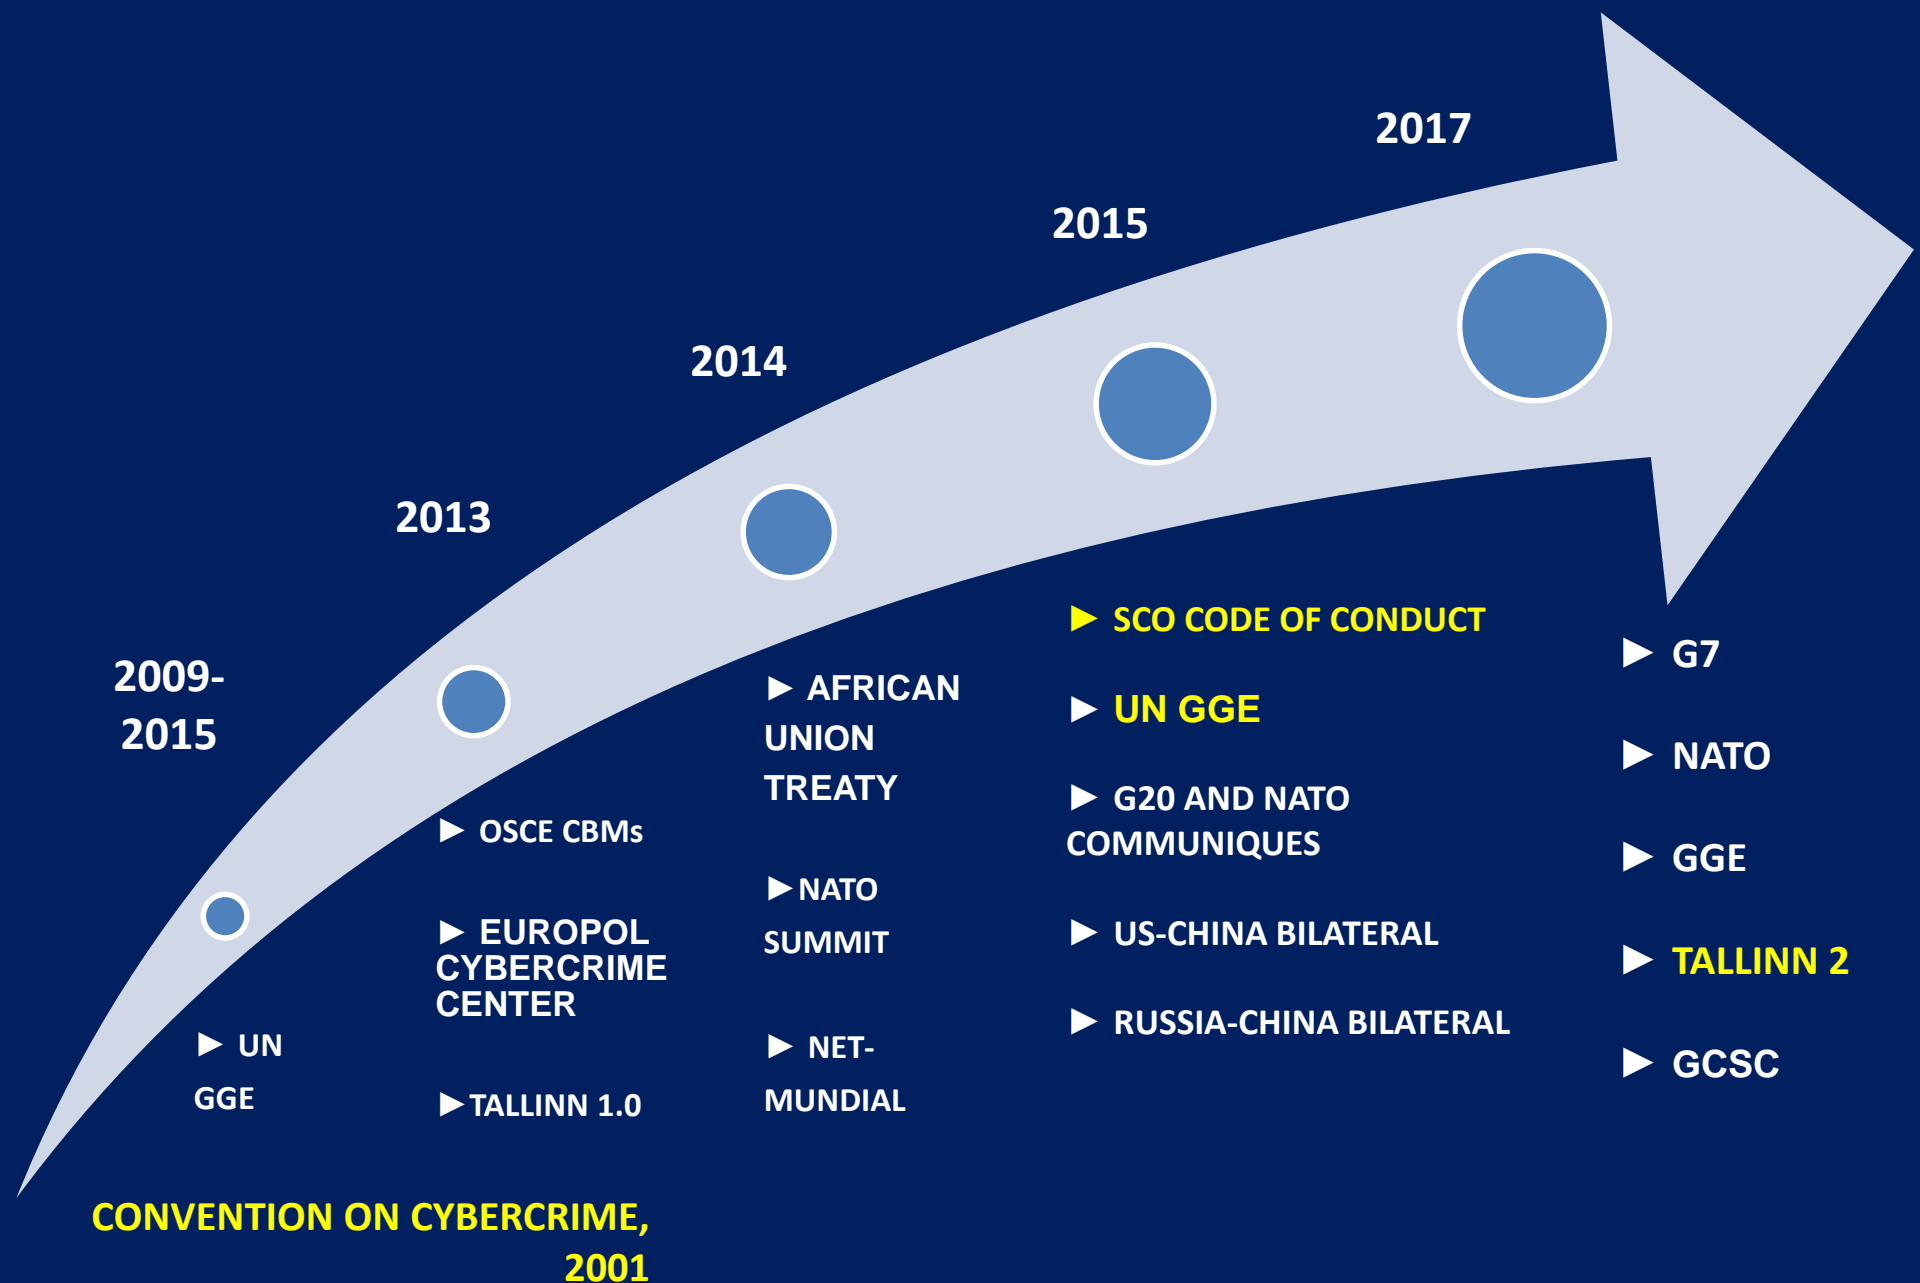 2009-
2015
► UN
GGE
2013
► OSCE CBMs
► EUROPOL
CYBERCRIME
CENTER
►TALLINN 1.0
2014
► AFRICAN
UNION
TREATY
►NATO
SUMMIT
► NET-
MUNDIAL
2015
► SCO CODE OF CONDUCT
► UN GGE
► G20 AND NATO
COMMUNIQUES
► US-CHINA BILATERAL
► RUSSIA-CHINA BILATERAL
2017
► G7
► NATO
► GGE
► TALLINN 2
► GCSC
CONVENTION ON CYBERCRIME,
2001